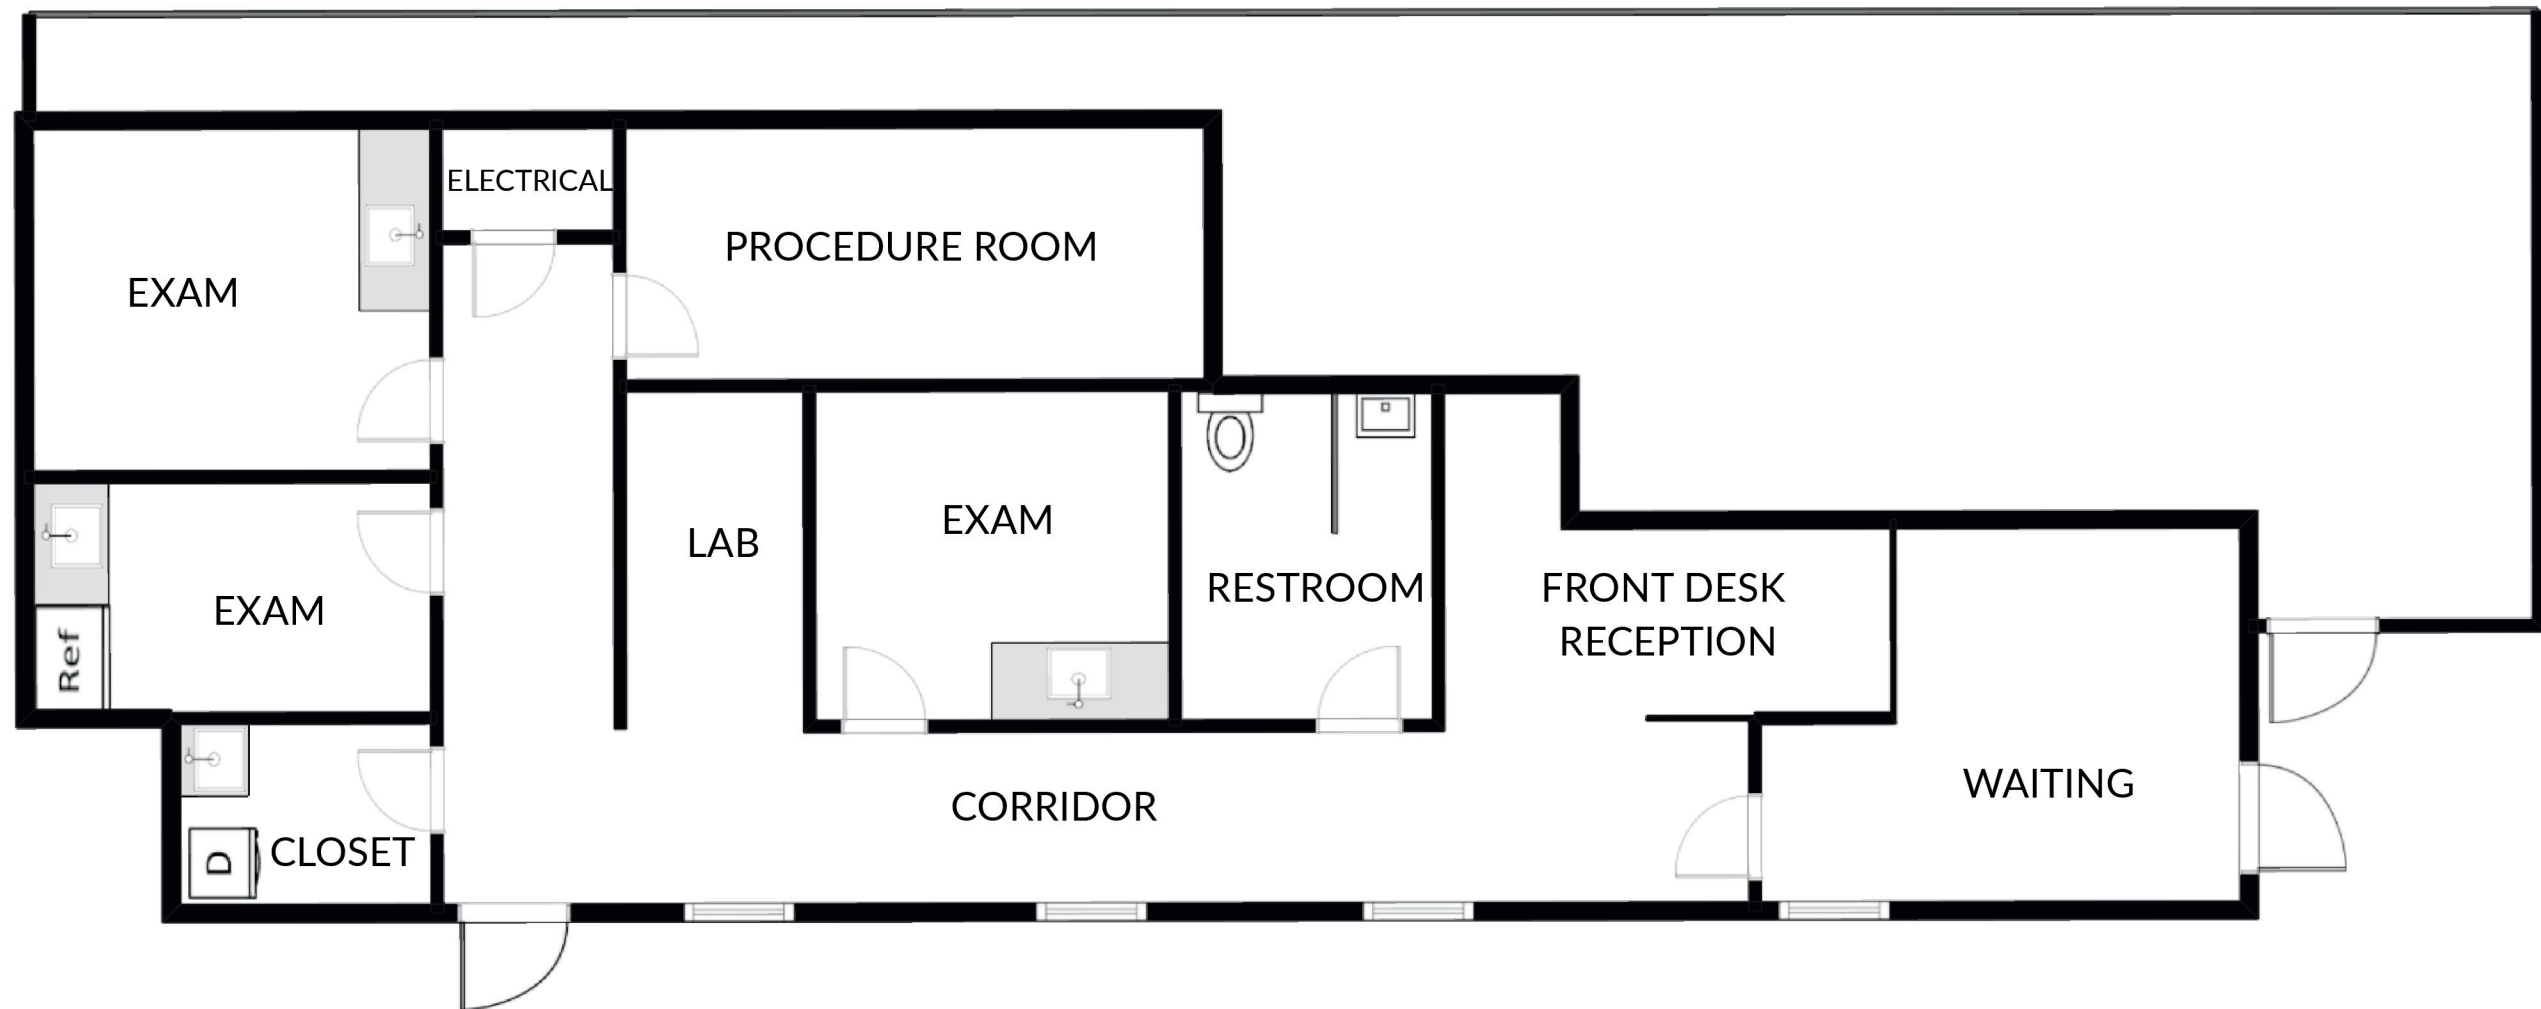 ELECTRICAL
PROCEDURE ROOM
EXAM
EXAM
LAB
RESTROOM
FRONT DESK
RECEPTION
EXAM
Ref
WAITING
CORRIDOR
CLOSET
D